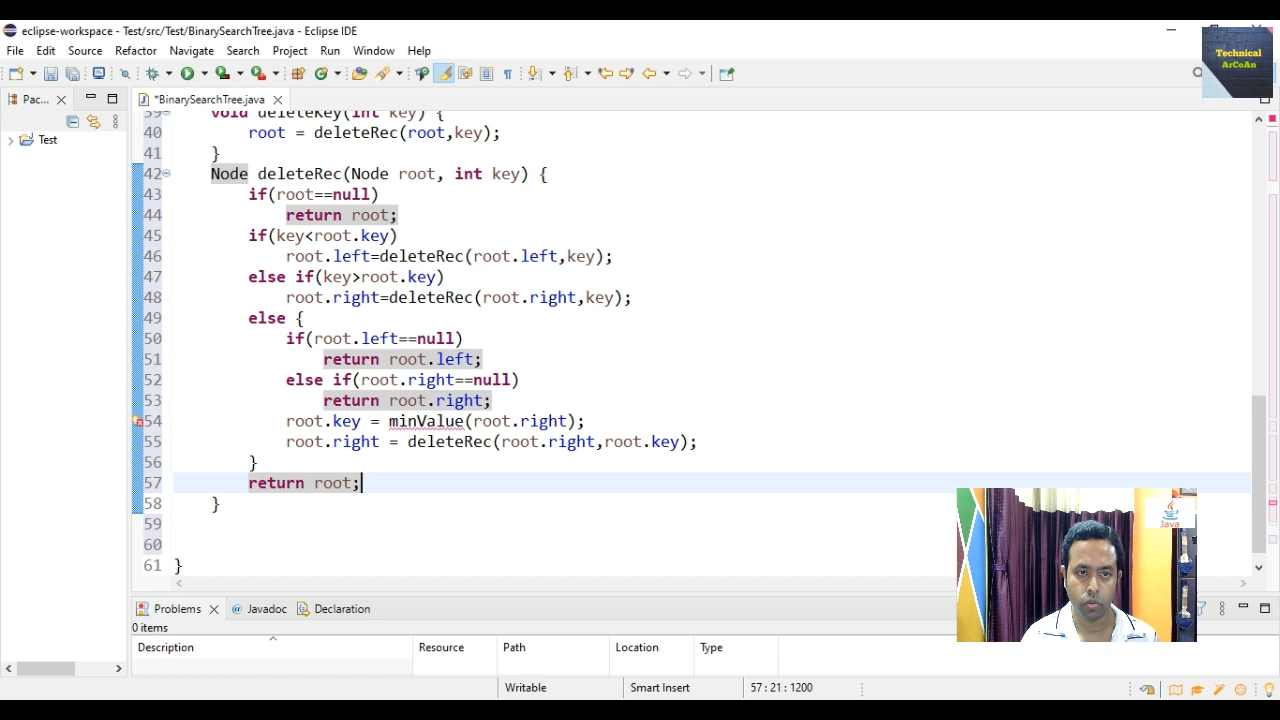 eclipse-workspace - Test/src/Test/BinarySearchTree.java - Eclipse IDE
File Edit Source Refactor Navigate Search Project Run Window Help
Technical
ArCoAn
Pac...
*BinarySearchTree.java
Test
39 void deleteKey(int key) {
40 root = deleteRec(root,key);
41 }
42 Node deleteRec(Node root, int key) {
43 if(root==null)
44 return root;
45 if(key<root.key)
46 root.left=deleteRec(root.left,key);
47 else if(key>root.key)
48 root.right=deleteRec(root.right,key);
49 else {
50 if(root.left==null)
51 return root.left;
52 else if(root.right==null)
53 return root.right;
54 root.key = minValue(root.right);
55 root.right = deleteRec(root.right,root.key);
56 }
57 return root;
58 }
59
60
61 }
Java
Problems @ Javadoc Declaration
0 items
Description Resource Path Location Type
Writable Smart Insert 57 : 21 : 1200